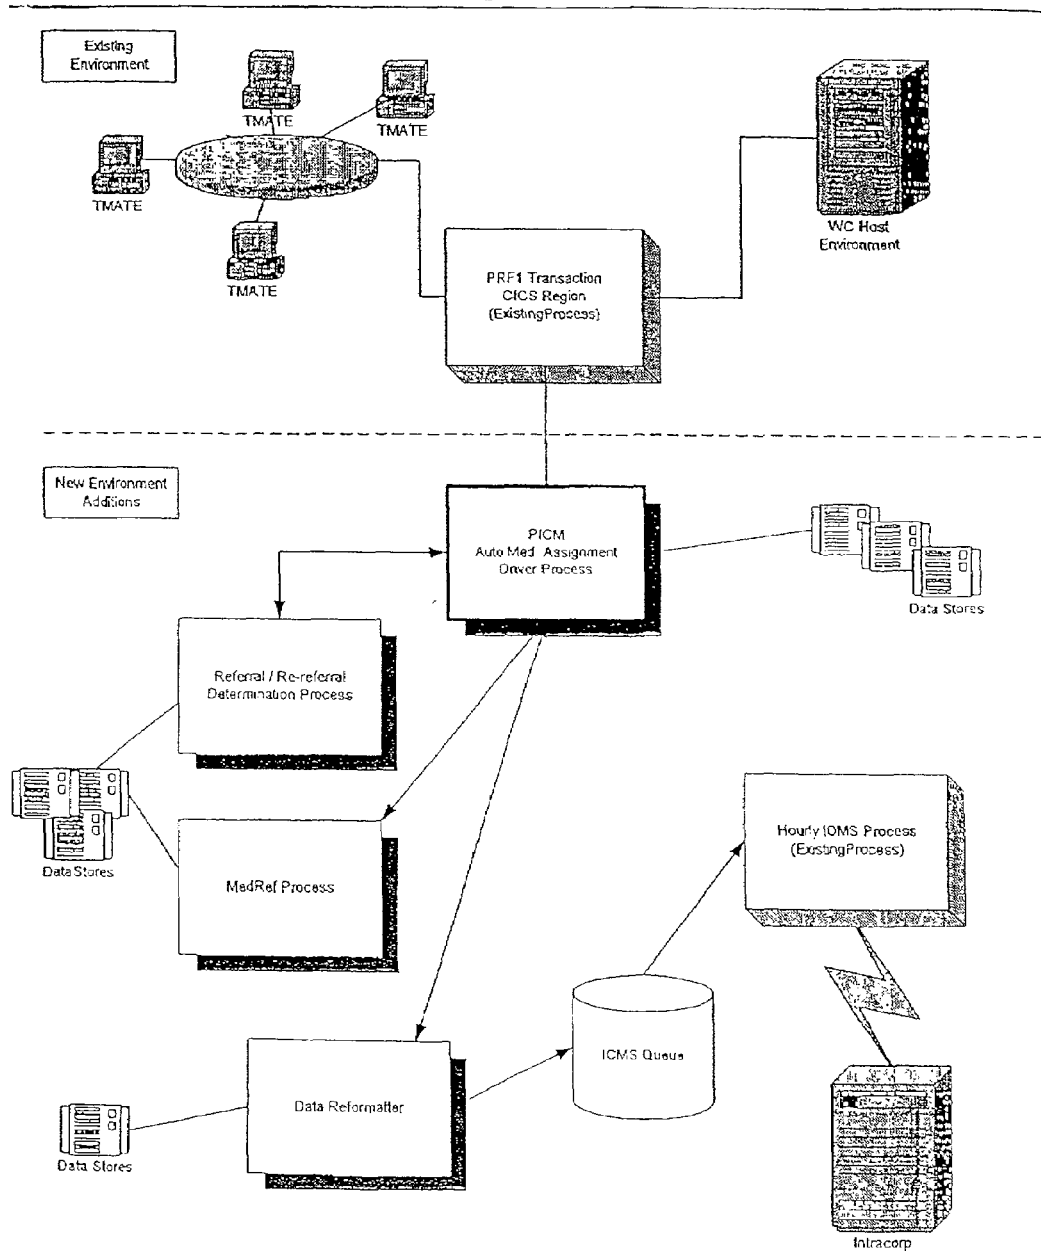 Existing
Environment
TMATE
TMATE
TMATE
TMATE
WC Host
Environment
PRF1 Transaction
CICS Region
(ExistingProcess)
New Environment
Additions
PICM
Auto Med. Assignment
Driver Process
Data Stores
Referral / Re-referral
Determination Process
DataStores
MedRef Process
Hourly IOMS Process
(ExistingProcess)
ICMS Queue
Data Reformatter
Data Stores
Intracorp